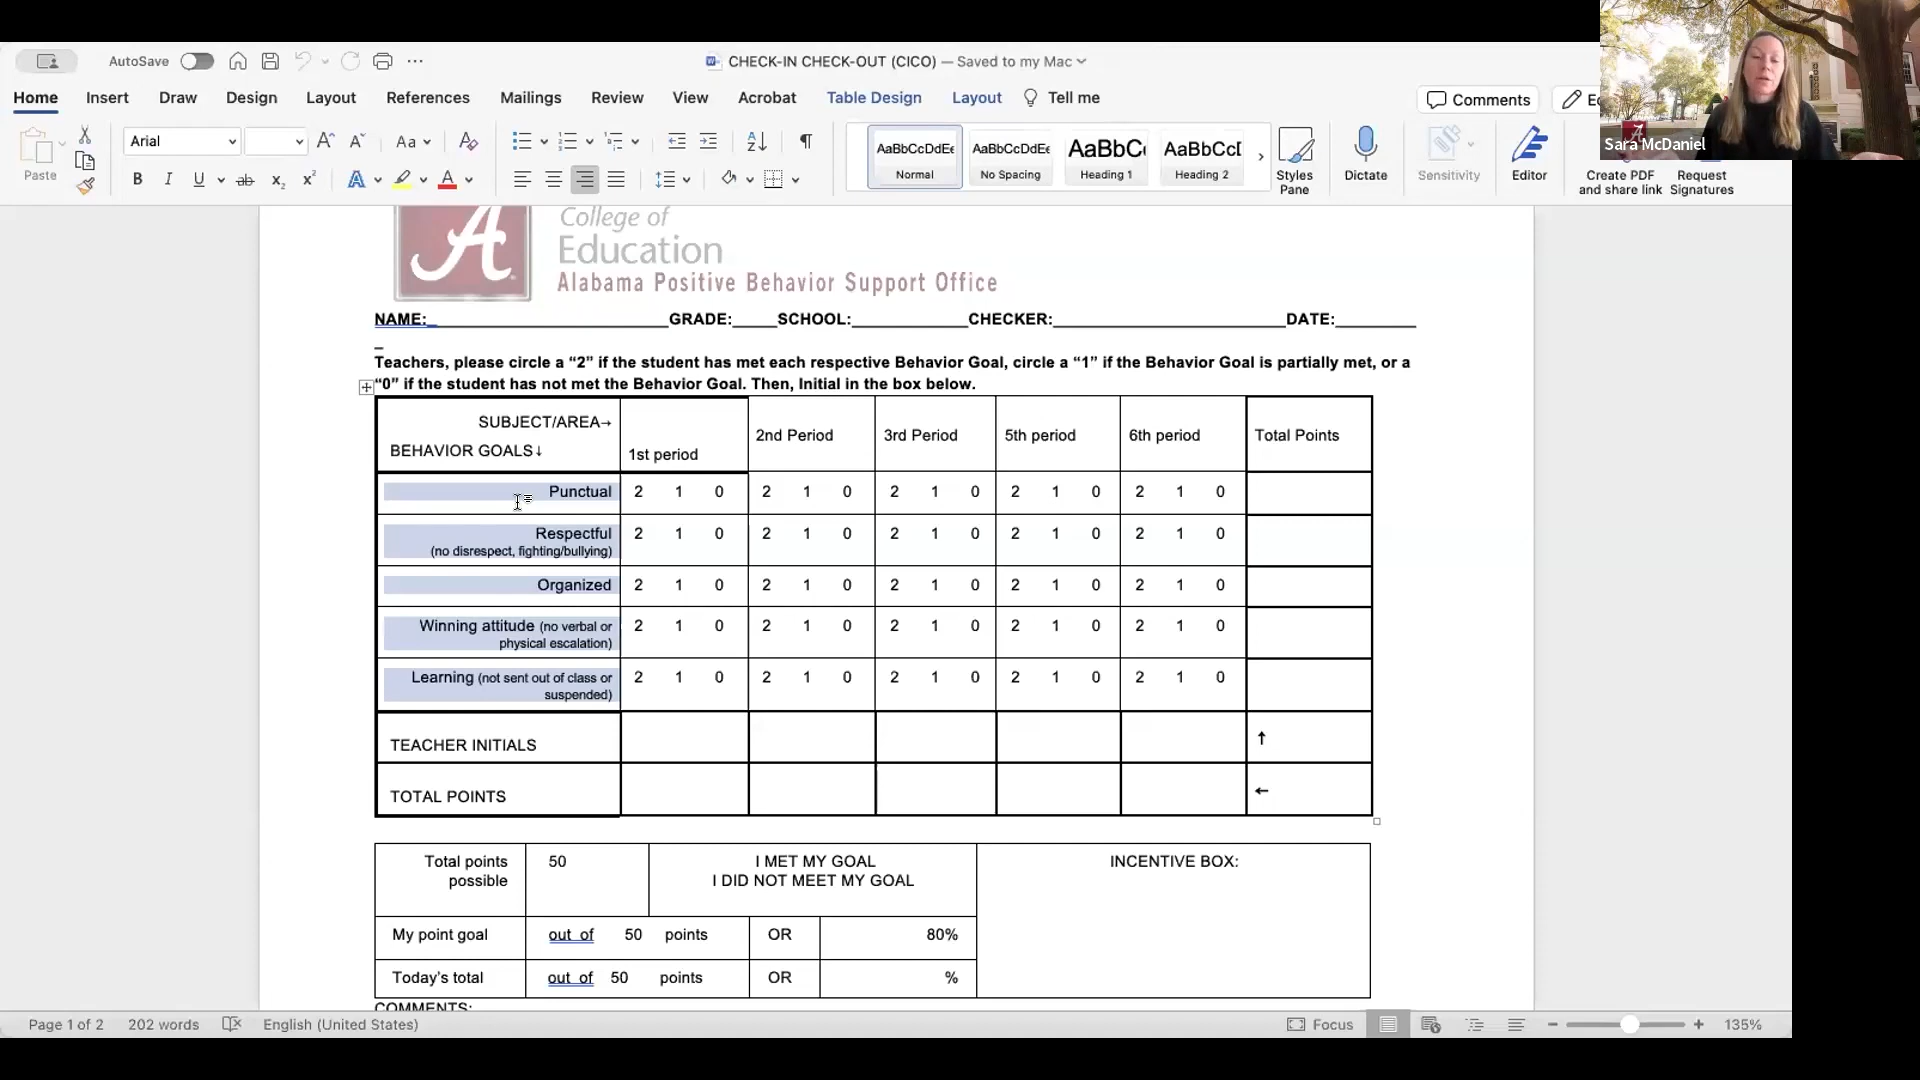 AutoSave
CHECK-IN CHECK-OUT (CICO) — Saved to my Mac
Home Insert Draw Design Layout References Mailings Review View Acrobat Table Design Layout Tell me
Comments
Sara McDaniel
Paste
Arial
Aa
AaBbCcDdEe AaBbCcDdEe AaBbC AaBbCcD
Normal No Spacing Heading 1 Heading 2
Styles Pane
Dictate
Sensitivity
Editor
Create PDF and share link
Request Signatures
College of
Education
Alabama Positive Behavior Support Office
NAME:_ GRADE:_____SCHOOL:_____________CHECKER:__________________________DATE:_________
_
Teachers, please circle a “2” if the student has met each respective Behavior Goal, circle a “1” if the Behavior Goal is partially met, or a
“0” if the student has not met the Behavior Goal. Then, Initial in the box below.
SUBJECT/AREA→
BEHAVIOR GOALS↓
1st period 2nd Period 3rd Period 5th period 6th period Total Points
Punctual 2 1 0 2 1 0 2 1 0 2 1 0 2 1 0
Respectful 2 1 0 2 1 0 2 1 0 2 1 0 2 1 0
(no disrespect, fighting/bullying)
Organized 2 1 0 2 1 0 2 1 0 2 1 0 2 1 0
Winning attitude (no verbal or 2 1 0 2 1 0 2 1 0 2 1 0 2 1 0
physical escalation)
Learning (not sent out of class or 2 1 0 2 1 0 2 1 0 2 1 0 2 1 0
suspended)
TEACHER INITIALS ↑
TOTAL POINTS ←
Total points 50 I MET MY GOAL INCENTIVE BOX:
possible I DID NOT MEET MY GOAL
My point goal out of 50 points OR 80%
Today's total out of 50 points OR %
COMMENTS:
Page 1 of 2 202 words English (United States) Focus 135%